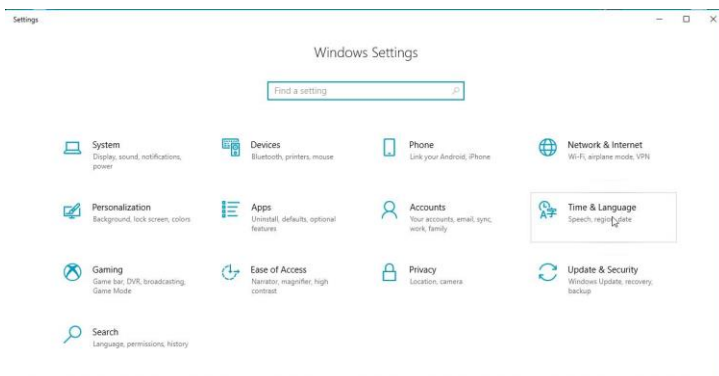 Settings
Windows Settings
Find a setting
System
Display, sound, notifications,
power
Devices
Bluetooth, printers, mouse
Phone
Link your Android, iPhone
Network & Internet
Wi-Fi, airplane mode, VPN
Personalization
Background, lock screen, colors
Apps
Uninstall, defaults, optional
features
Accounts
Your accounts, email, sync,
work, family
Time & Language
Speech, region, date
Gaming
Game bar, DVR, broadcasting,
Game Mode
Ease of Access
Narrator, magnifier, high
contrast
Privacy
Location, camera
Update & Security
Windows Update, recovery,
backup
Search
Language, permissions, history